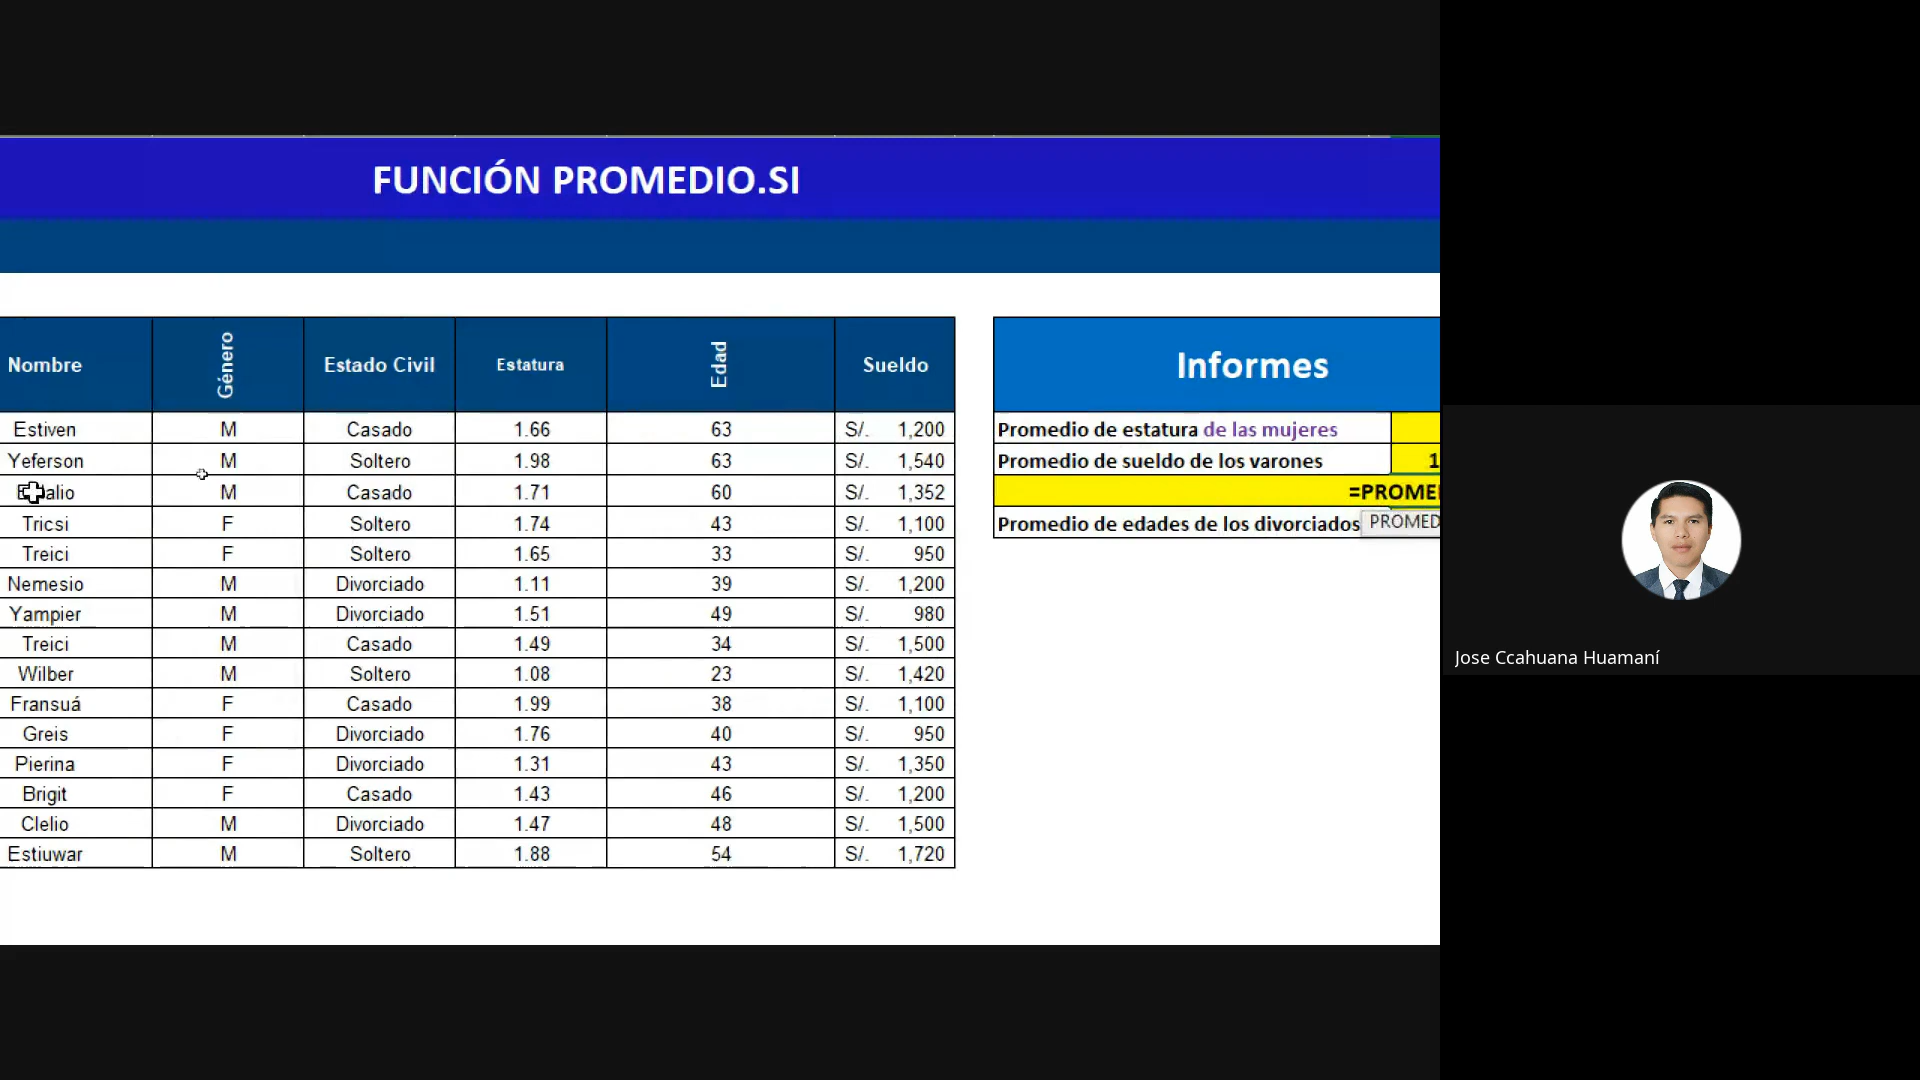 FUNCIÓN PROMEDIO.SI
Nombre Género Estado Civil Estatura Edad Sueldo
Estiven M Casado 1.66 63 S/. 1,200
Yeferson M Soltero 1.98 63 S/. 1,540
M Casado 1.71 60 S/. 1,352
Tricsi F Soltero 1.74 43 S/. 1,100
Treici F Soltero 1.65 33 S/. 950
Nemesio M Divorciado 1.11 39 S/. 1,200
Yampier M Divorciado 1.51 49 S/. 980
Treici M Casado 1.49 34 S/. 1,500
Wilber M Soltero 1.08 23 S/. 1,420
Fransuá F Casado 1.99 38 S/. 1,100
Greis F Divorciado 1.76 40 S/. 950
Pierina F Divorciado 1.31 43 S/. 1,350
Brigit F Casado 1.43 46 S/. 1,200
Clelio M Divorciado 1.47 48 S/. 1,500
Estiuwar M Soltero 1.88 54 S/. 1,720
Informes
Promedio de estatura de las mujeres
Promedio de sueldo de los varones 1
=PROME
Promedio de edades de los divorciados PROMED
Jose Ccahuana Huamaní